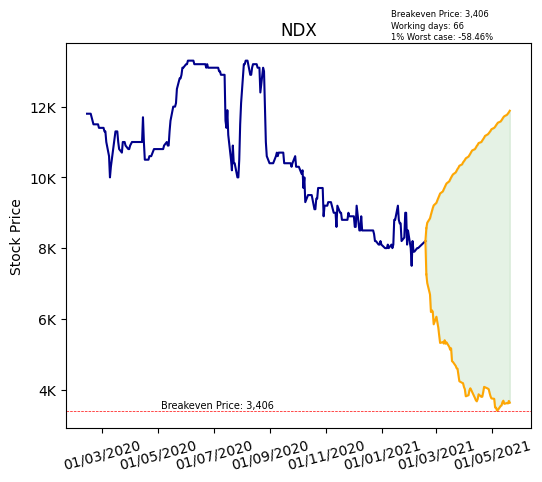 Breakeven Price: 3,406
Working days: 66
1% Worst case: -58.46%
NDX
Stock Price
12K
10K
8K
6K
4K
Breakeven Price: 3,406
01/03/2020
01/05/2020
01/07/2020
01/09/2020
01/11/2020
01/01/2021
01/03/2021
01/05/2021